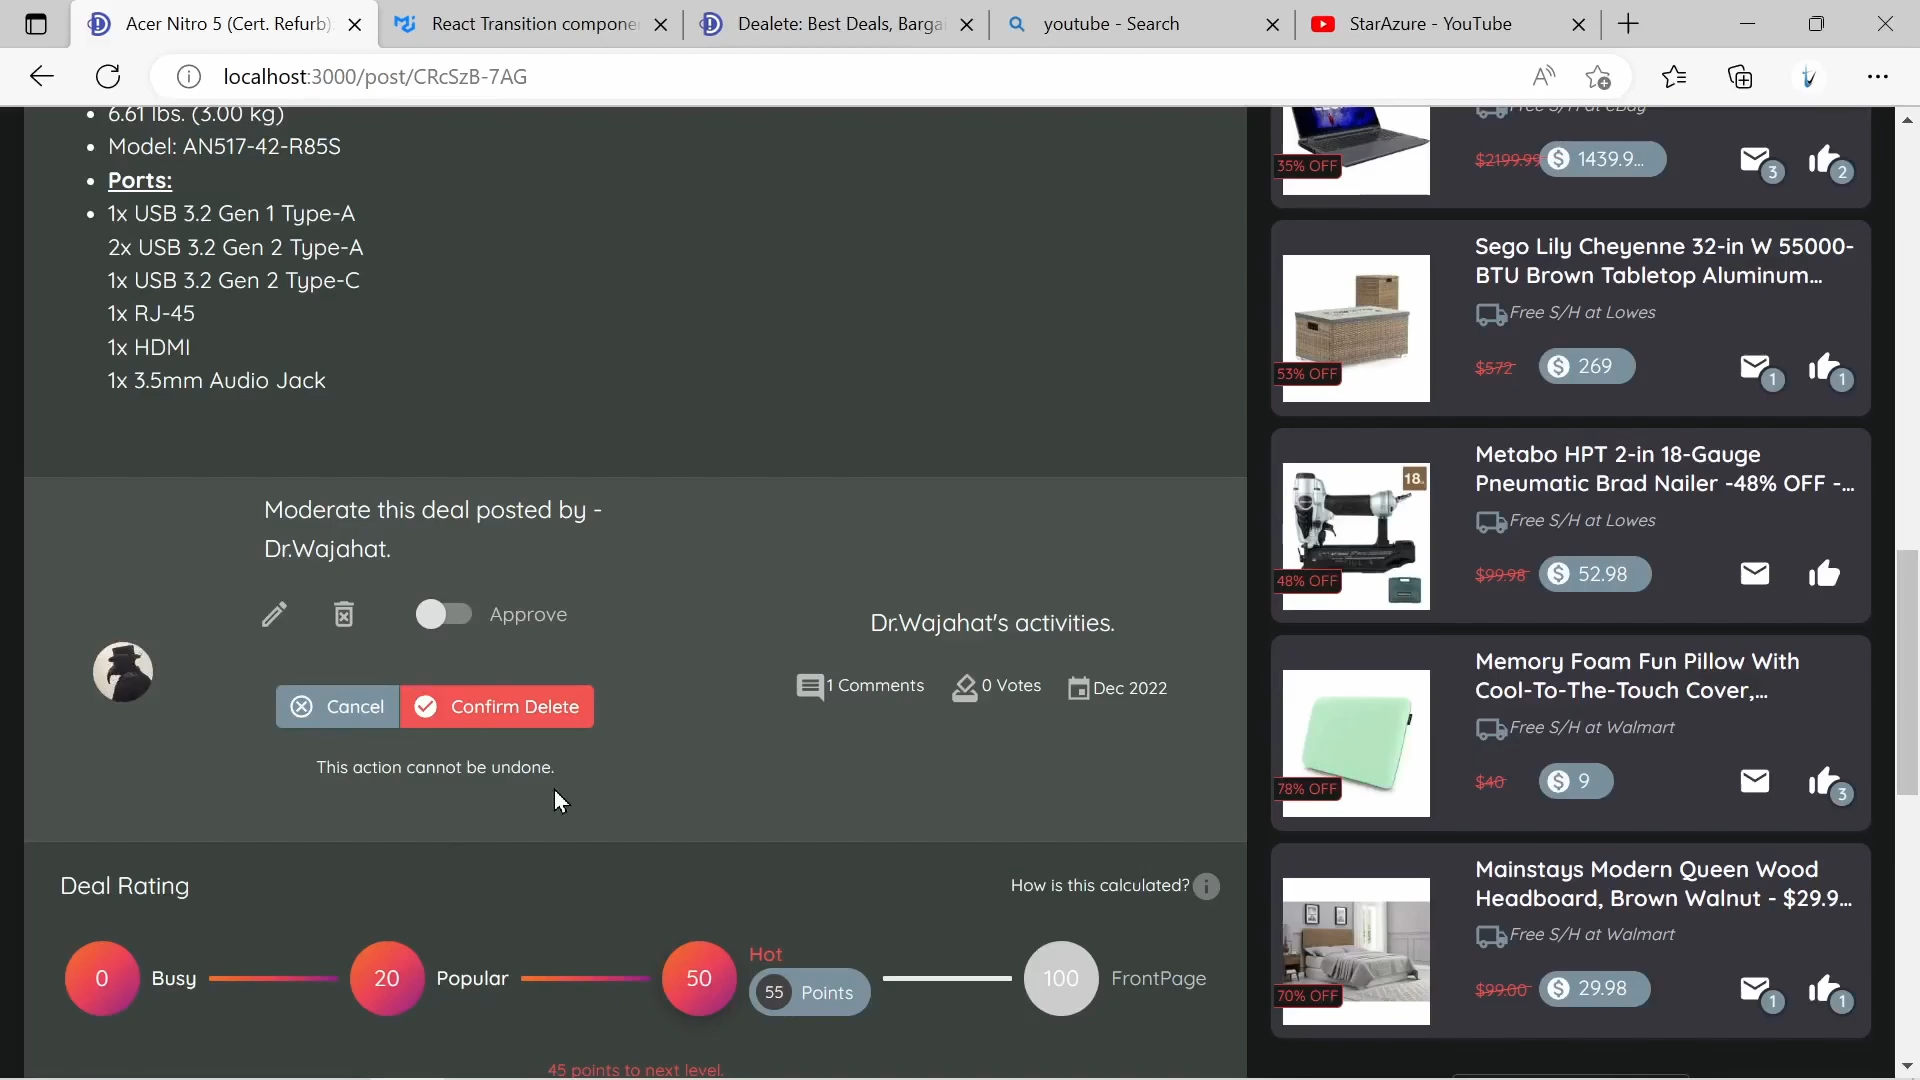 Acer Nitro 5 (Cert. Refurb)
React Transition compone
Dealete: Best Deals, Barga
youtube - Search
StarAzure - YouTube
localhost:3000/post/CRcSzB-7AG
6.61 lbs. (3.00 kg)
Model: AN517-42-R85S
Ports:
1x USB 3.2 Gen 1 Type-A
2x USB 3.2 Gen 2 Type-A
1x USB 3.2 Gen 2 Type-C
1x RJ-45
1x HDMI
1x 3.5mm Audio Jack
Moderate this deal posted by -
Dr.Wajahat.
Approve
Cancel Confirm Delete
This action cannot be undone.
Dr.Wajahat's activities.
1 Comments 0 Votes Dec 2022
Deal Rating
How is this calculated?
0 Busy 20 Popular 50 Hot 55 Points 100 FrontPage
45 points to next level.
Free S/H at eBay
35% OFF
$2199.99 $ 1439.9... 3 2
Sego Lily Cheyenne 32-in W 55000-
BTU Brown Tabletop Aluminum...
Free S/H at Lowes
53% OFF
$572 $ 269 1 1
Metabo HPT 2-in 18-Gauge
Pneumatic Brad Nailer -48% OFF -...
Free S/H at Lowes
18
48% OFF
$99.98 $ 52.98
Memory Foam Fun Pillow With
Cool-To-The-Touch Cover,...
Free S/H at Walmart
78% OFF
$40 $ 9 3
Mainstays Modern Queen Wood
Headboard, Brown Walnut - $29.9...
Free S/H at Walmart
70% OFF
$99.00 $ 29.98 1 1